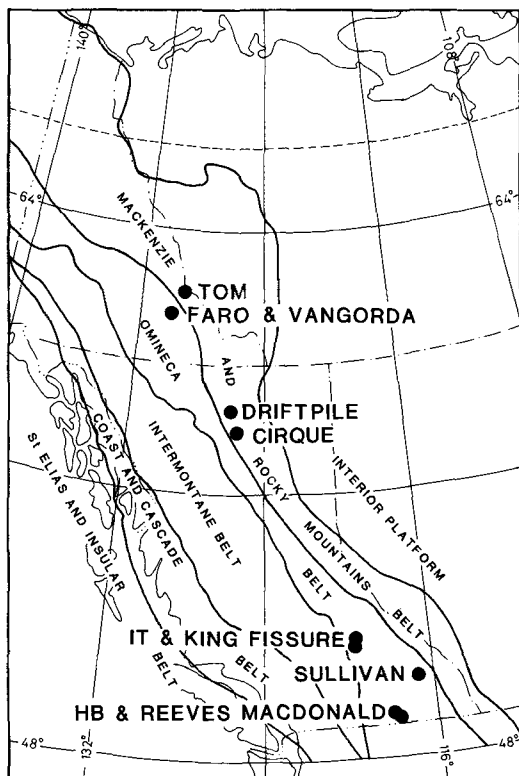 140°
108°
64°
64°
MACKENZIE
TOM
FARO & VANGORDA
OMINECA
AND
DRIFTPILE
CIRQUE
COAST AND CASCADE
INTERMONTANE BELT
ROCKY
INTERIOR PLATFORM
St ELIAS AND INSULAR
MOUNTAINS
BELT
BELT
IT & KING FISSURE
SULLIVAN
BELT
BELT
HB & REEVES MACDONALD
48°
132°
116°
48°